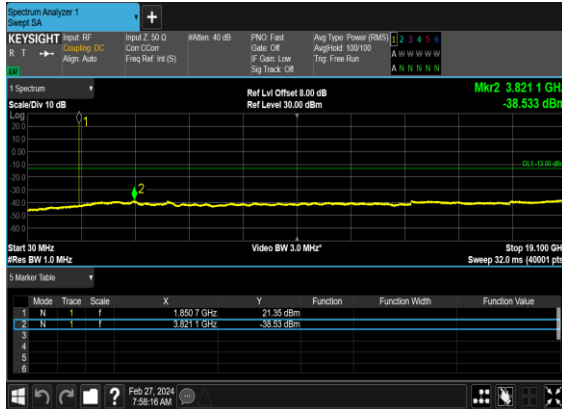 Spectrum Analyzer 1
Swept SA
KEYSIGHT
R T
LU
Input: RF
Coupling: DC
Align: Auto
Input Z: 50 Ω
Corr CCorr
Freq Ref: Int (S)
#Atten: 40 dB
PNO: Fast
Gate: Off
IF Gain: Low
Sig Track: Off
Avg Type: Power (RMS)
Avg|Hold: 100/100
Trig: Free Run
1 2 3 4 5 6
A W W W W W
A N N N N N
1 Spectrum
Scale/Div 10 dB
Log
Ref Lvl Offset 8.00 dB
Ref Level 30.00 dBm
Mkr2 3.821 1 GHz
-38.533 dBm
20.0
10.0
0.00
-10.0
-20.0
-30.0
-40.0
-50.0
-60.0
1
2
DL1 -13.00 dB
Start 30 MHz
#Res BW 1.0 MHz
Video BW 3.0 MHz*
Stop 19.100 GH
Sweep 32.0 ms (40001 pts
5 Marker Table
Mode Trace Scale X Y Function Function Width Function Value
1 N 1 f 1.850 7 GHz 21.35 dBm
2 N 1 f 3.821 1 GHz -38.53 dBm
3
4
5
6
? Feb 27, 2024
7:58:16 AM